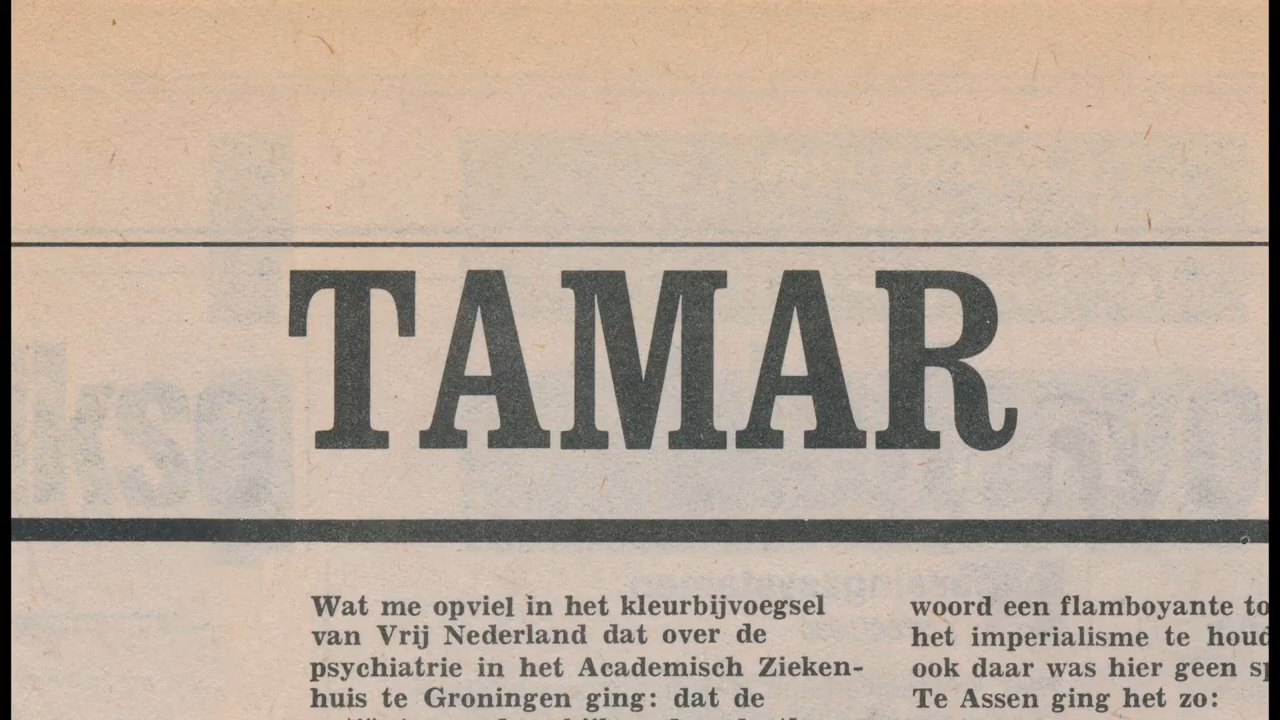 TAMAR
Wat me opviel in het kleurbijvoegsel
van Vrij Nederland dat over de
psychiatrie in het Academisch Zieken-
huis te Groningen ging: dat de
woord een flamboyante
het imperialisme te
ook daar was hier geen
Te Assen ging het zo: